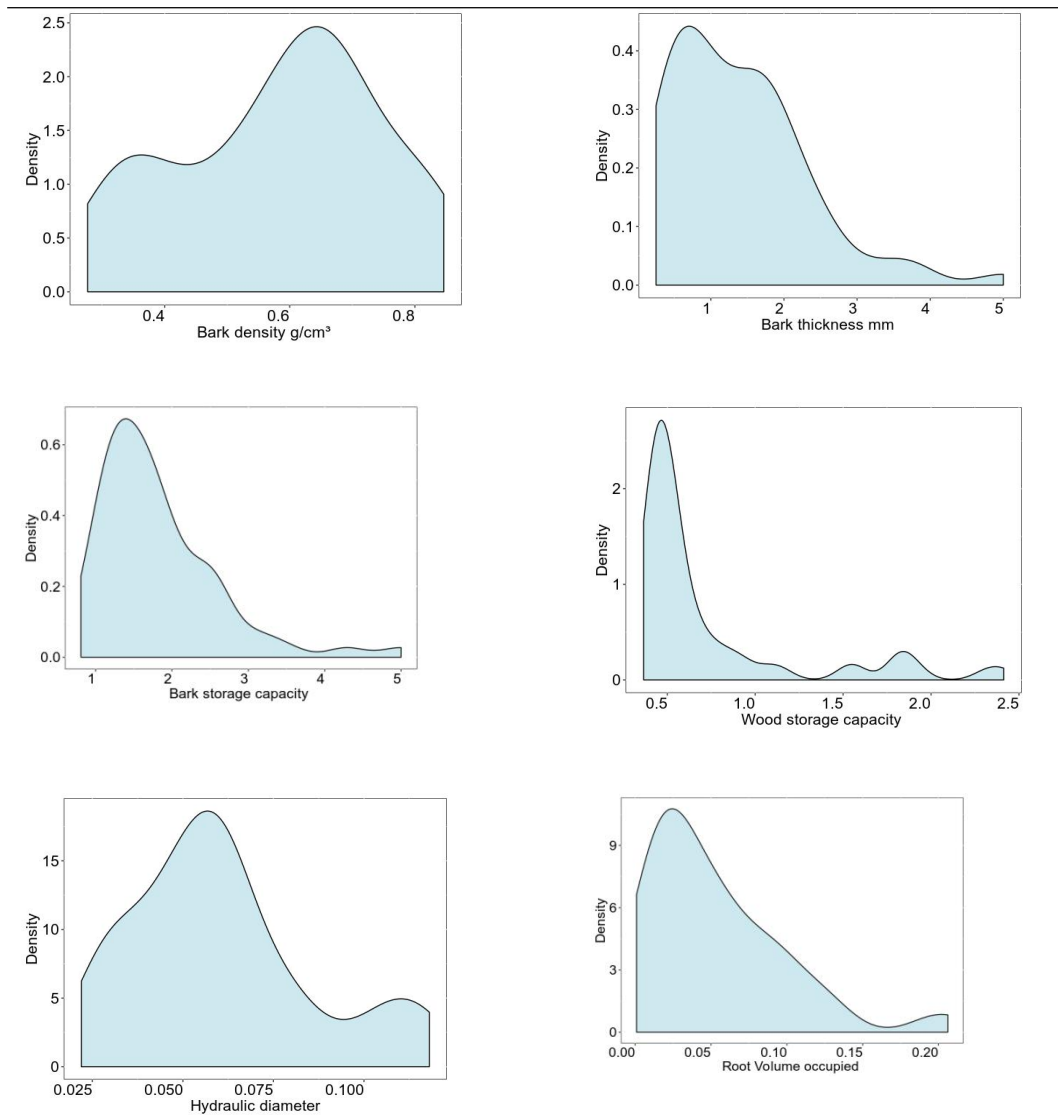 2.5
2.0
1.5
1.0
0.5
0.0
Density
0.4 0.6 0.8
Bark density g/cm³
0.4
0.3
0.2
0.1
0.0
Density
1 2 3 4 5
Bark thickness mm
0.6
0.4
0.2
0.0
Density
1 2 3 4 5
Bark storage capacity
2
1
0
Density
0.5 1.0 1.5 2.0 2.5
Wood storage capacity
15
10
5
0
Density
0.025 0.050 0.075 0.100
Hydraulic diameter
9
6
3
0
Density
0.00 0.05 0.10 0.15 0.20
Root Volume occupied